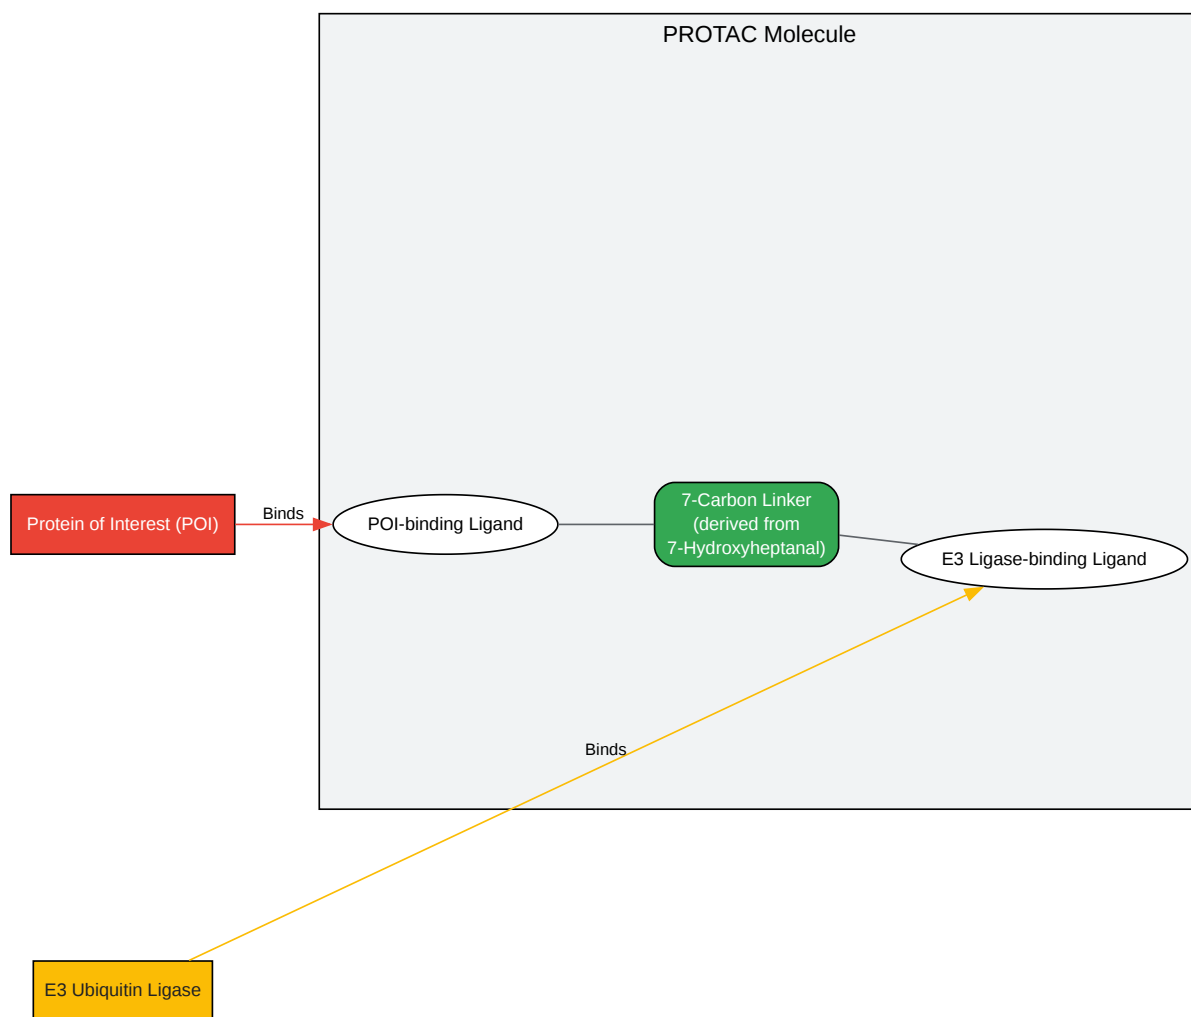 PROTAC Molecule
Protein of Interest (POI)
Binds
POI-binding Ligand
7-Carbon Linker
(derived from
7-Hydroxyheptanal)
E3 Ligase-binding Ligand
Binds
E3 Ubiquitin Ligase